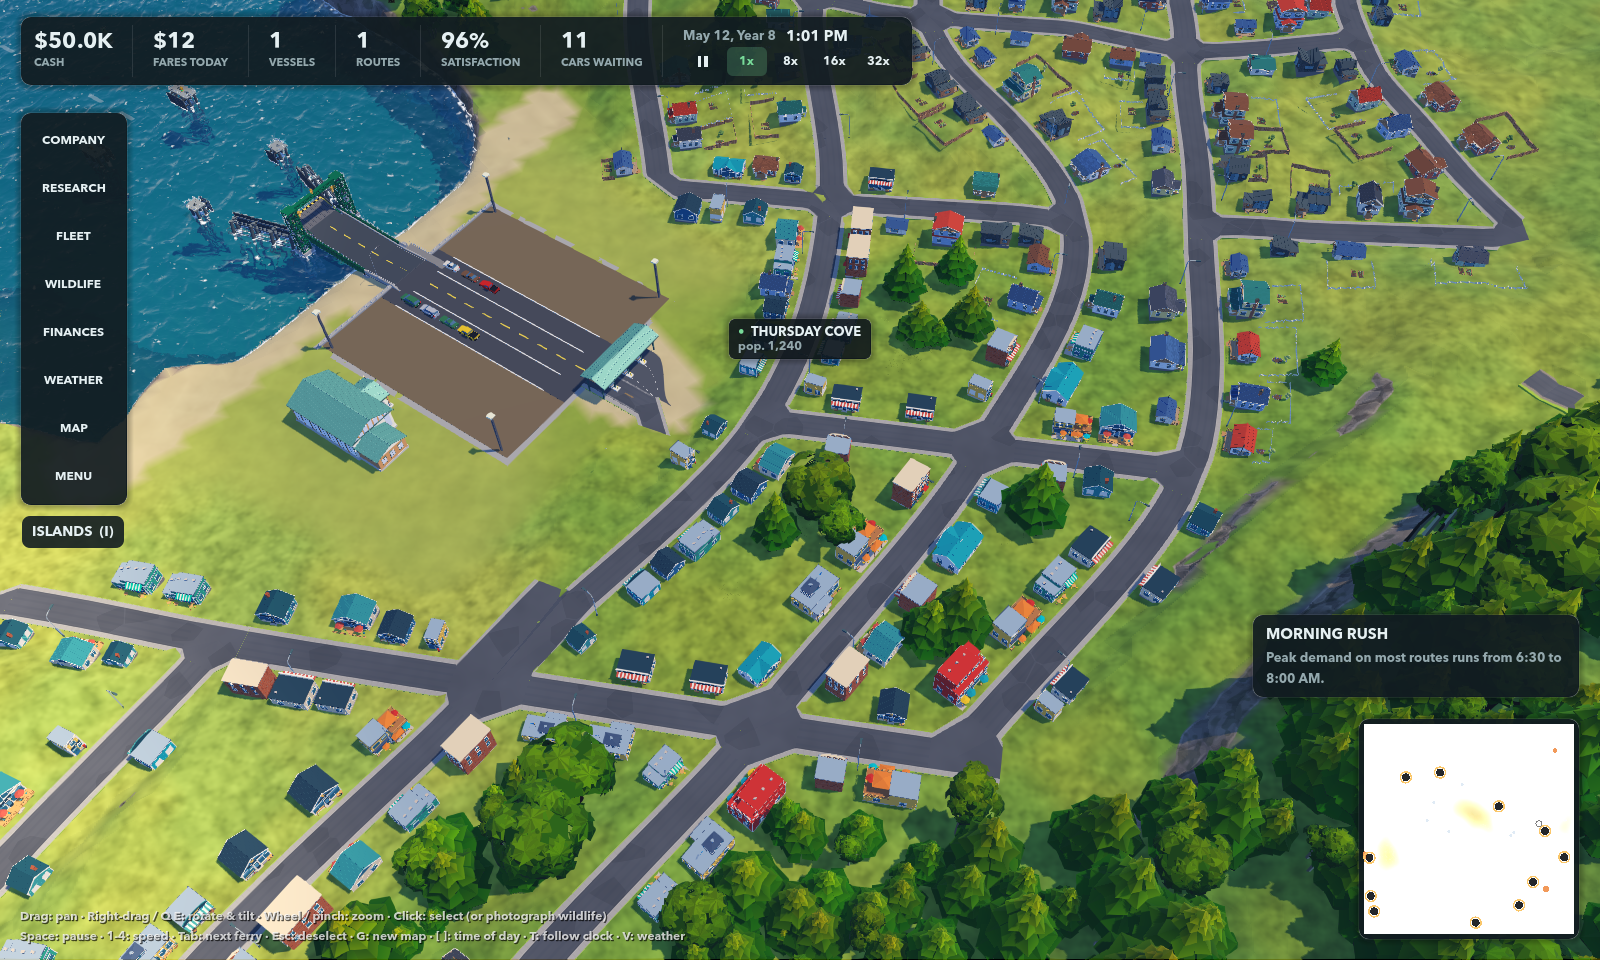 $50.0K
CASH
$12
FARES TODAY
1
VESSELS
1
ROUTES
96%
SATISFACTION
11
CARS WAITING
May 12, Year 8 1:01 PM
1x 8x 16x 32x
COMPANY
RESEARCH
FLEET
WILDLIFE
FINANCES
WEATHER
MAP
MENU
ISLANDS (I)
THURSDAY COVE
pop. 1,240
MORNING RUSH
Peak demand on most routes runs from 6:30 to
8:00 AM.
Drag: pan · Right-drag / Q E: rotate & tilt · Wheel / pinch: zoom · Click: select (or photograph wildlife)
Space: pause · 1-4: speed · Tab: next ferry · Esc: deselect · G: new map · [ ]: time of day · T: follow clock · V: weather